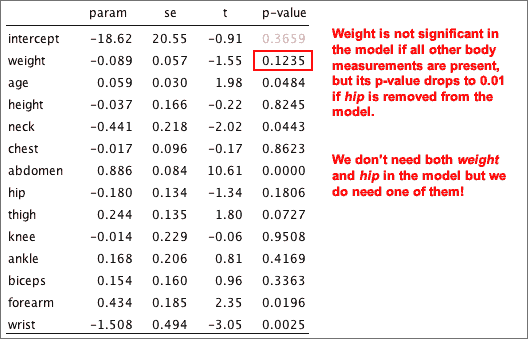 param se t p-value
intercept -18.62 20.55 -0.91 0.3659
weight -0.089 0.057 -1.55 0.1235
age 0.059 0.030 1.98 0.0484
height -0.037 0.166 -0.22 0.8245
neck -0.441 0.218 -2.02 0.0443
chest -0.017 0.096 -0.17 0.8623
abdomen 0.886 0.084 10.61 0.0000
hip -0.180 0.134 -1.34 0.1806
thigh 0.244 0.135 1.80 0.0727
knee -0.014 0.229 -0.06 0.9508
ankle 0.168 0.206 0.81 0.4169
biceps 0.154 0.160 0.96 0.3363
forearm 0.434 0.185 2.35 0.0196
wrist -1.508 0.494 -3.05 0.0025
Weight is not significant in
the model if all other body
measurements are present,
but its p-value drops to 0.01
if hip is removed from the
model.
We don't need both weight
and hip in the model but we
do need one of them!